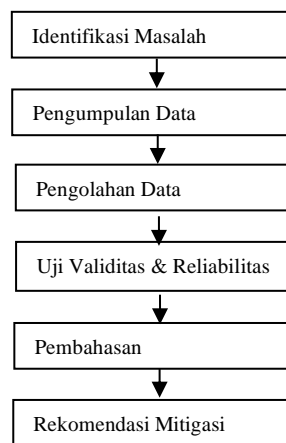 Identifikasi Masalah
Pengumpulan Data
Pengolahan Data
Uji Validitas & Reliabilitas
Pembahasan
Rekomendasi Mitigasi